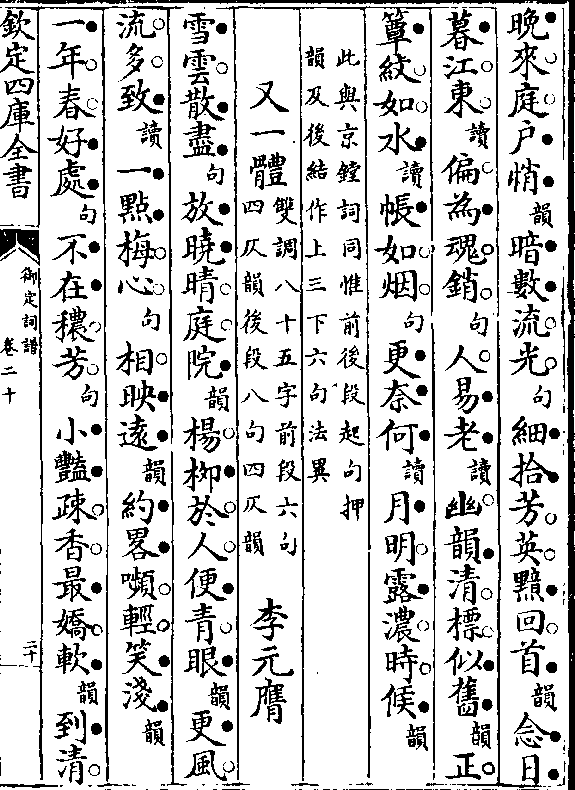 晩來庭户悄韻暗數流光句細拾芳英黯回首韻念日
暮江東讀偏為魂銷句人易老讀幽韻清標似舊韻正
簟紋如水讀帳如烟句更奈何讀月明露濃時候韻
此與京鏜詞同惟前後段起句押
韻及後結作上三下六句法異
又一體雙調八十五字前段六句
四仄韻後段八句四仄韻 李元膺
雪雲散盡句放曉晴庭院韻楊栁於人便青眼韻更風
流多致讀一點梅心句相映遠韻約畧嚬輕笑淺韻
一年春好處句不在穠芳句小豔疎香最嬌軟韻到清
欽定四庫全書
御定詞譜
卷二十
二十